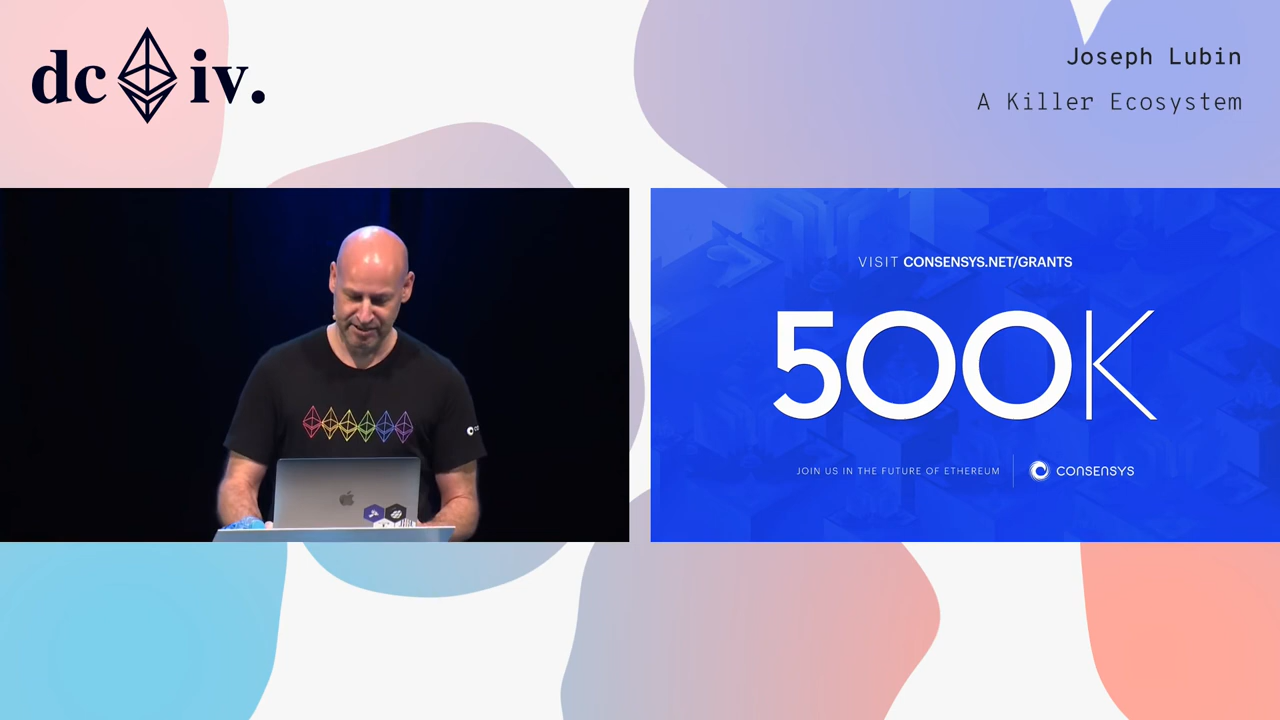 dc iv.
Joseph Lubin
A Killer Ecosystem
VISIT CONSENSYS.NET/GRANTS
500K
JOIN US IN THE FUTURE OF ETHEREUM
CONSENSYS